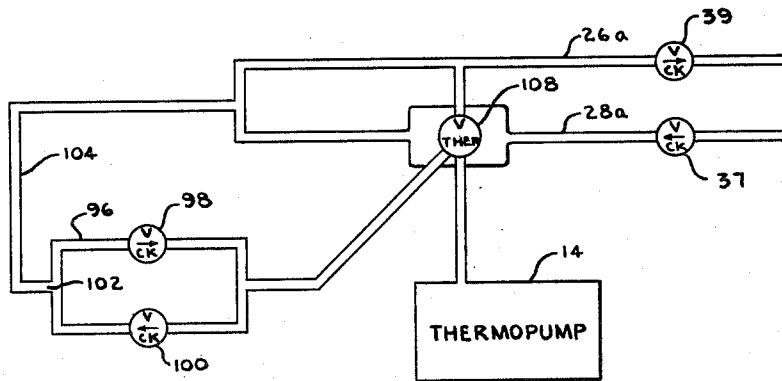 39
26a
V
CK
108
V
THER
28a
V
CK
37
104
96
98
V
CK
102
V
CK
100
14
THERMOPUMP